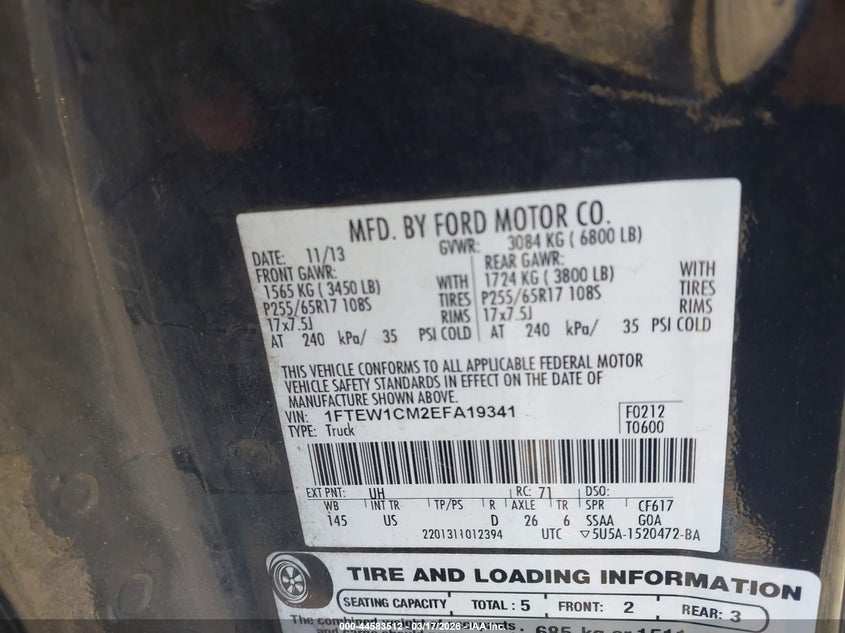 MFD. BY FORD MOTOR CO.
DATE: 11/13 GVWR: 3084 KG ( 6800 LB)
FRONT GAWR: REAR GAWR:
1565 KG ( 3450 LB) WITH 1724 KG ( 3800 LB) WITH
P255/65R17 108S TIRES P255/65R17 108S TIRES
17x7.5J RIMS 17x7.5J RIMS
AT 240 kPa/ 35 PSI COLD AT 240 kPa/ 35 PSI COLD
THIS VEHICLE CONFORMS TO ALL APPLICABLE FEDERAL MOTOR
VEHICLE SAFETY STANDARDS IN EFFECT ON THE DATE OF
MANUFACTURE SHOWN ABOVE.
VIN: 1FTEW1CM2EFA19341 F0212
TYPE: Truck T0600
EXT PNT: UH RC: 71 DSO:
WB INT TR TP/PS R AXLE TR SPR CF617
145 US D 26 6 SSAA GOA
2201311012394 UTC ▽5U5A-1520472-BA
TIRE AND LOADING INFORMATION
SEATING CAPACITY TOTAL : 5 FRONT: 2 REAR: 3
The combined
000-44583512 - 03/17/2026 - IAA Inc.